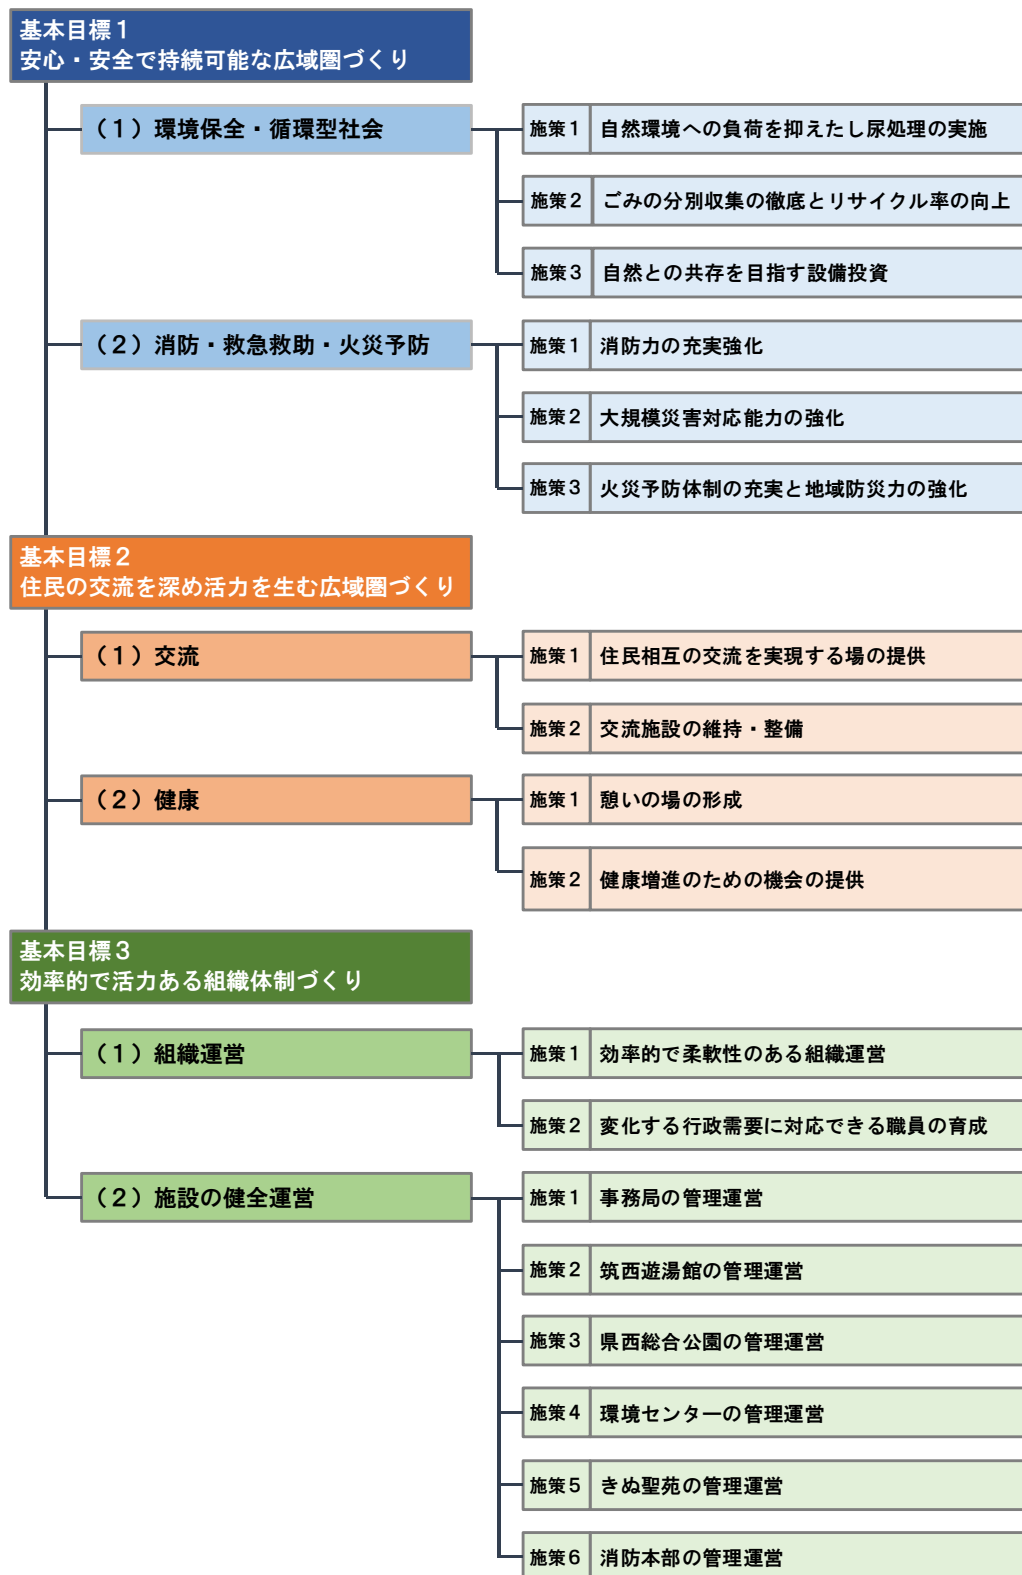 基本目標１
安心・安全で持続可能な広域圏づくり
（１）環境保全・循環型社会
施策１ 自然環境への負荷を抑えたし尿処理の実施
施策２ ごみの分別収集の徹底とリサイクル率の向上
施策３ 自然との共存を目指す設備投資
（２）消防・救急救助・火災予防
施策１ 消防力の充実強化
施策２ 大規模災害対応能力の強化
施策３ 火災予防体制の充実と地域防災力の強化
基本目標２
住民の交流を深め活力を生む広域圏づくり
（１）交流
施策１ 住民相互の交流を実現する場の提供
施策２ 交流施設の維持・整備
（２）健康
施策１ 憩いの場の形成
施策２ 健康増進のための機会の提供
基本目標３
効率的で活力ある組織体制づくり
（１）組織運営
施策１ 効率的で柔軟性のある組織運営
施策２ 変化する行政需要に対応できる職員の育成
（２）施設の健全運営
施策１ 事務局の管理運営
施策２ 筑西遊湯館の管理運営
施策３ 県西総合公園の管理運営
施策４ 環境センターの管理運営
施策５ きぬ聖苑の管理運営
施策６ 消防本部の管理運営